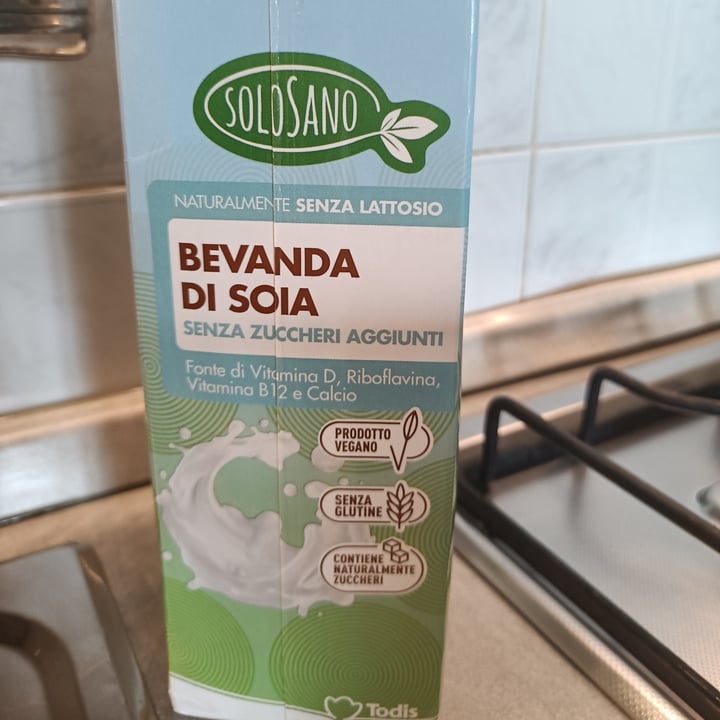 SOLOSANO
NATURALMENTE SENZA LATTOSIO
BEVANDA
DI SOIA
SENZA ZUCCHERI AGGIUNTI
Fonte di Vitamina D, Riboflavina,
Vitamina B12 e Calcio
PRODOTTO
VEGANO
SENZA
GLUTINE
CONTIENE
NATURALMENTE
ZUCCHERI
Todis